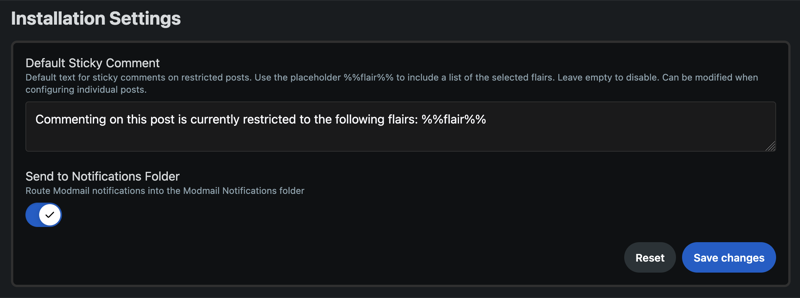 Installation Settings
Default Sticky Comment
Default text for sticky comments on restricted posts. Use the placeholder %%flair%% to include a list of the selected flairs. Leave empty to disable. Can be modified when
configuring individual posts.
Commenting on this post is currently restricted to the following flairs: %%flair%%
Send to Notifications Folder
Route Modmail notifications into the Modmail Notifications folder
Reset Save changes